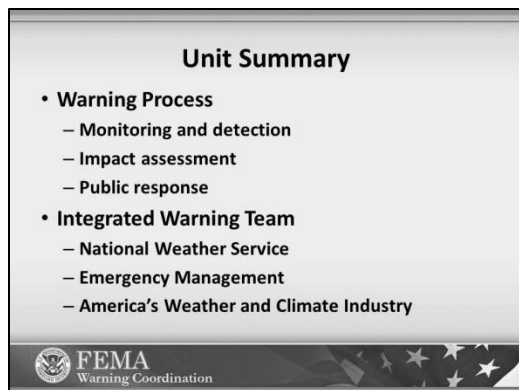 Unit Summary
• Warning Process
– Monitoring and detection
– Impact assessment
– Public response
• Integrated Warning Team
– National Weather Service
– Emergency Management
– America's Weather and Climate Industry
FEMA
Warning Coordination